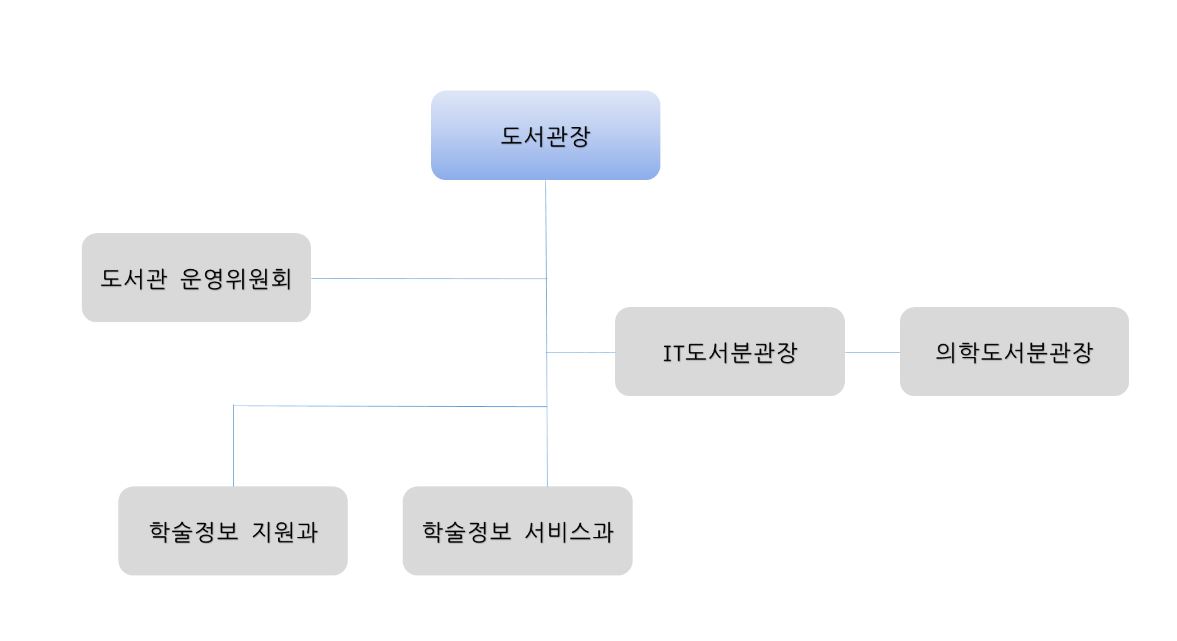 도서관장
도서관 운영위원회
IT도서분관장
의학도서분관장
학술정보 지원과
학술정보 서비스과